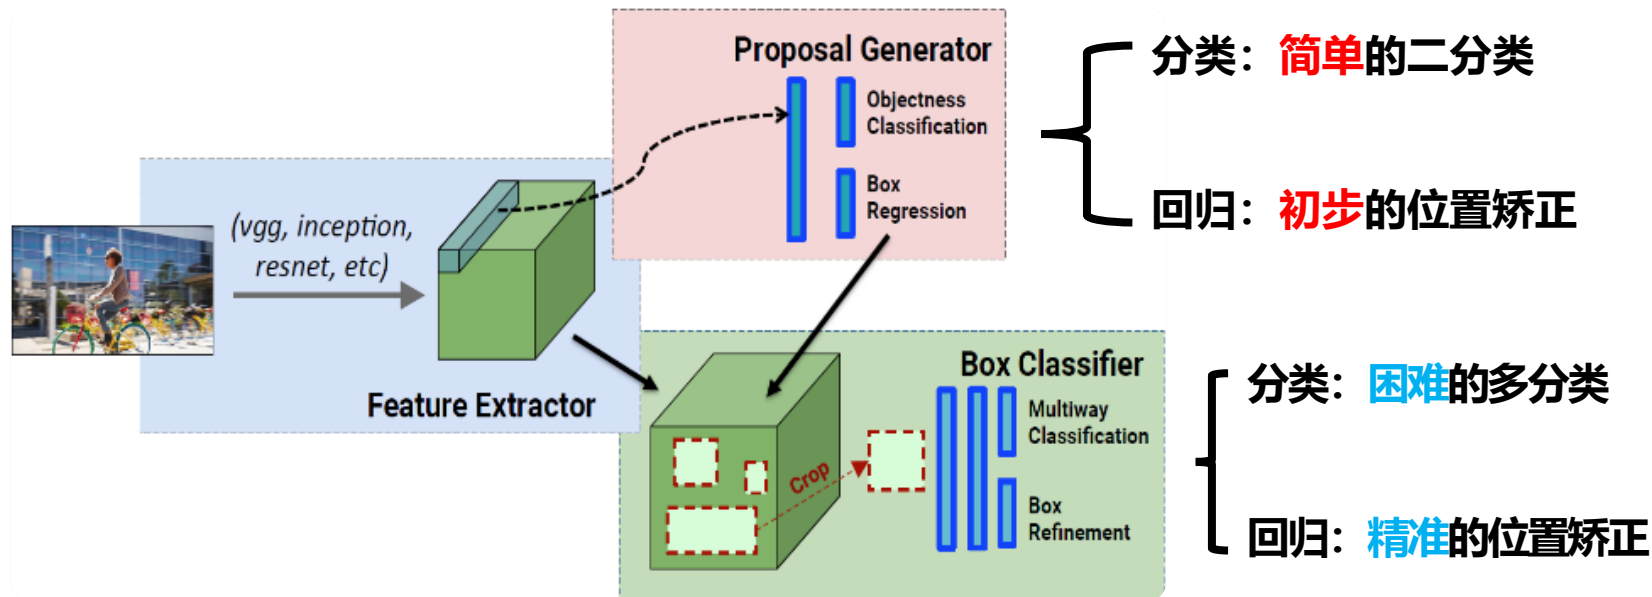 Proposal Generator
Objectness
Classification
Box
Regression
分类：简单的二分类
回归：初步的位置矫正
(vgg, inception,
resnet, etc)
Feature Extractor
Box Classifier
Crop
Multiway
Classification
Box
Refinement
分类：困难的多分类
回归：精准的位置矫正